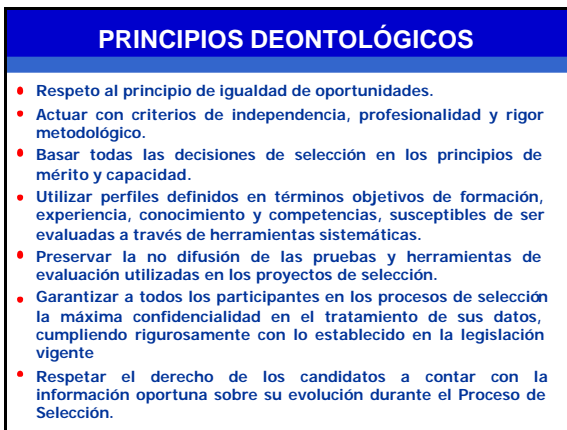 PRINCIPIOS DEONTOLÓGICOS
• Respeto al principio de igualdad de oportunidades.
• Actuar con criterios de independencia, profesionalidad y rigor
metodológico.
• Basar todas las decisiones de selección en los principios de
mérito y capacidad.
• Utilizar perfiles definidos en términos objetivos de formación,
experiencia, conocimiento y competencias, susceptibles de ser
evaluadas a través de herramientas sistemáticas.
• Preservar la no difusión de las pruebas y herramientas de
evaluación utilizadas en los proyectos de selección.
• Garantizar a todos los participantes en los procesos de selección
la máxima confidencialidad en el tratamiento de sus datos,
cumpliendo rigurosamente con lo establecido en la legislación
vigente
• Respetar el derecho de los candidatos a contar con la
información oportuna sobre su evolución durante el Proceso de
Selección.